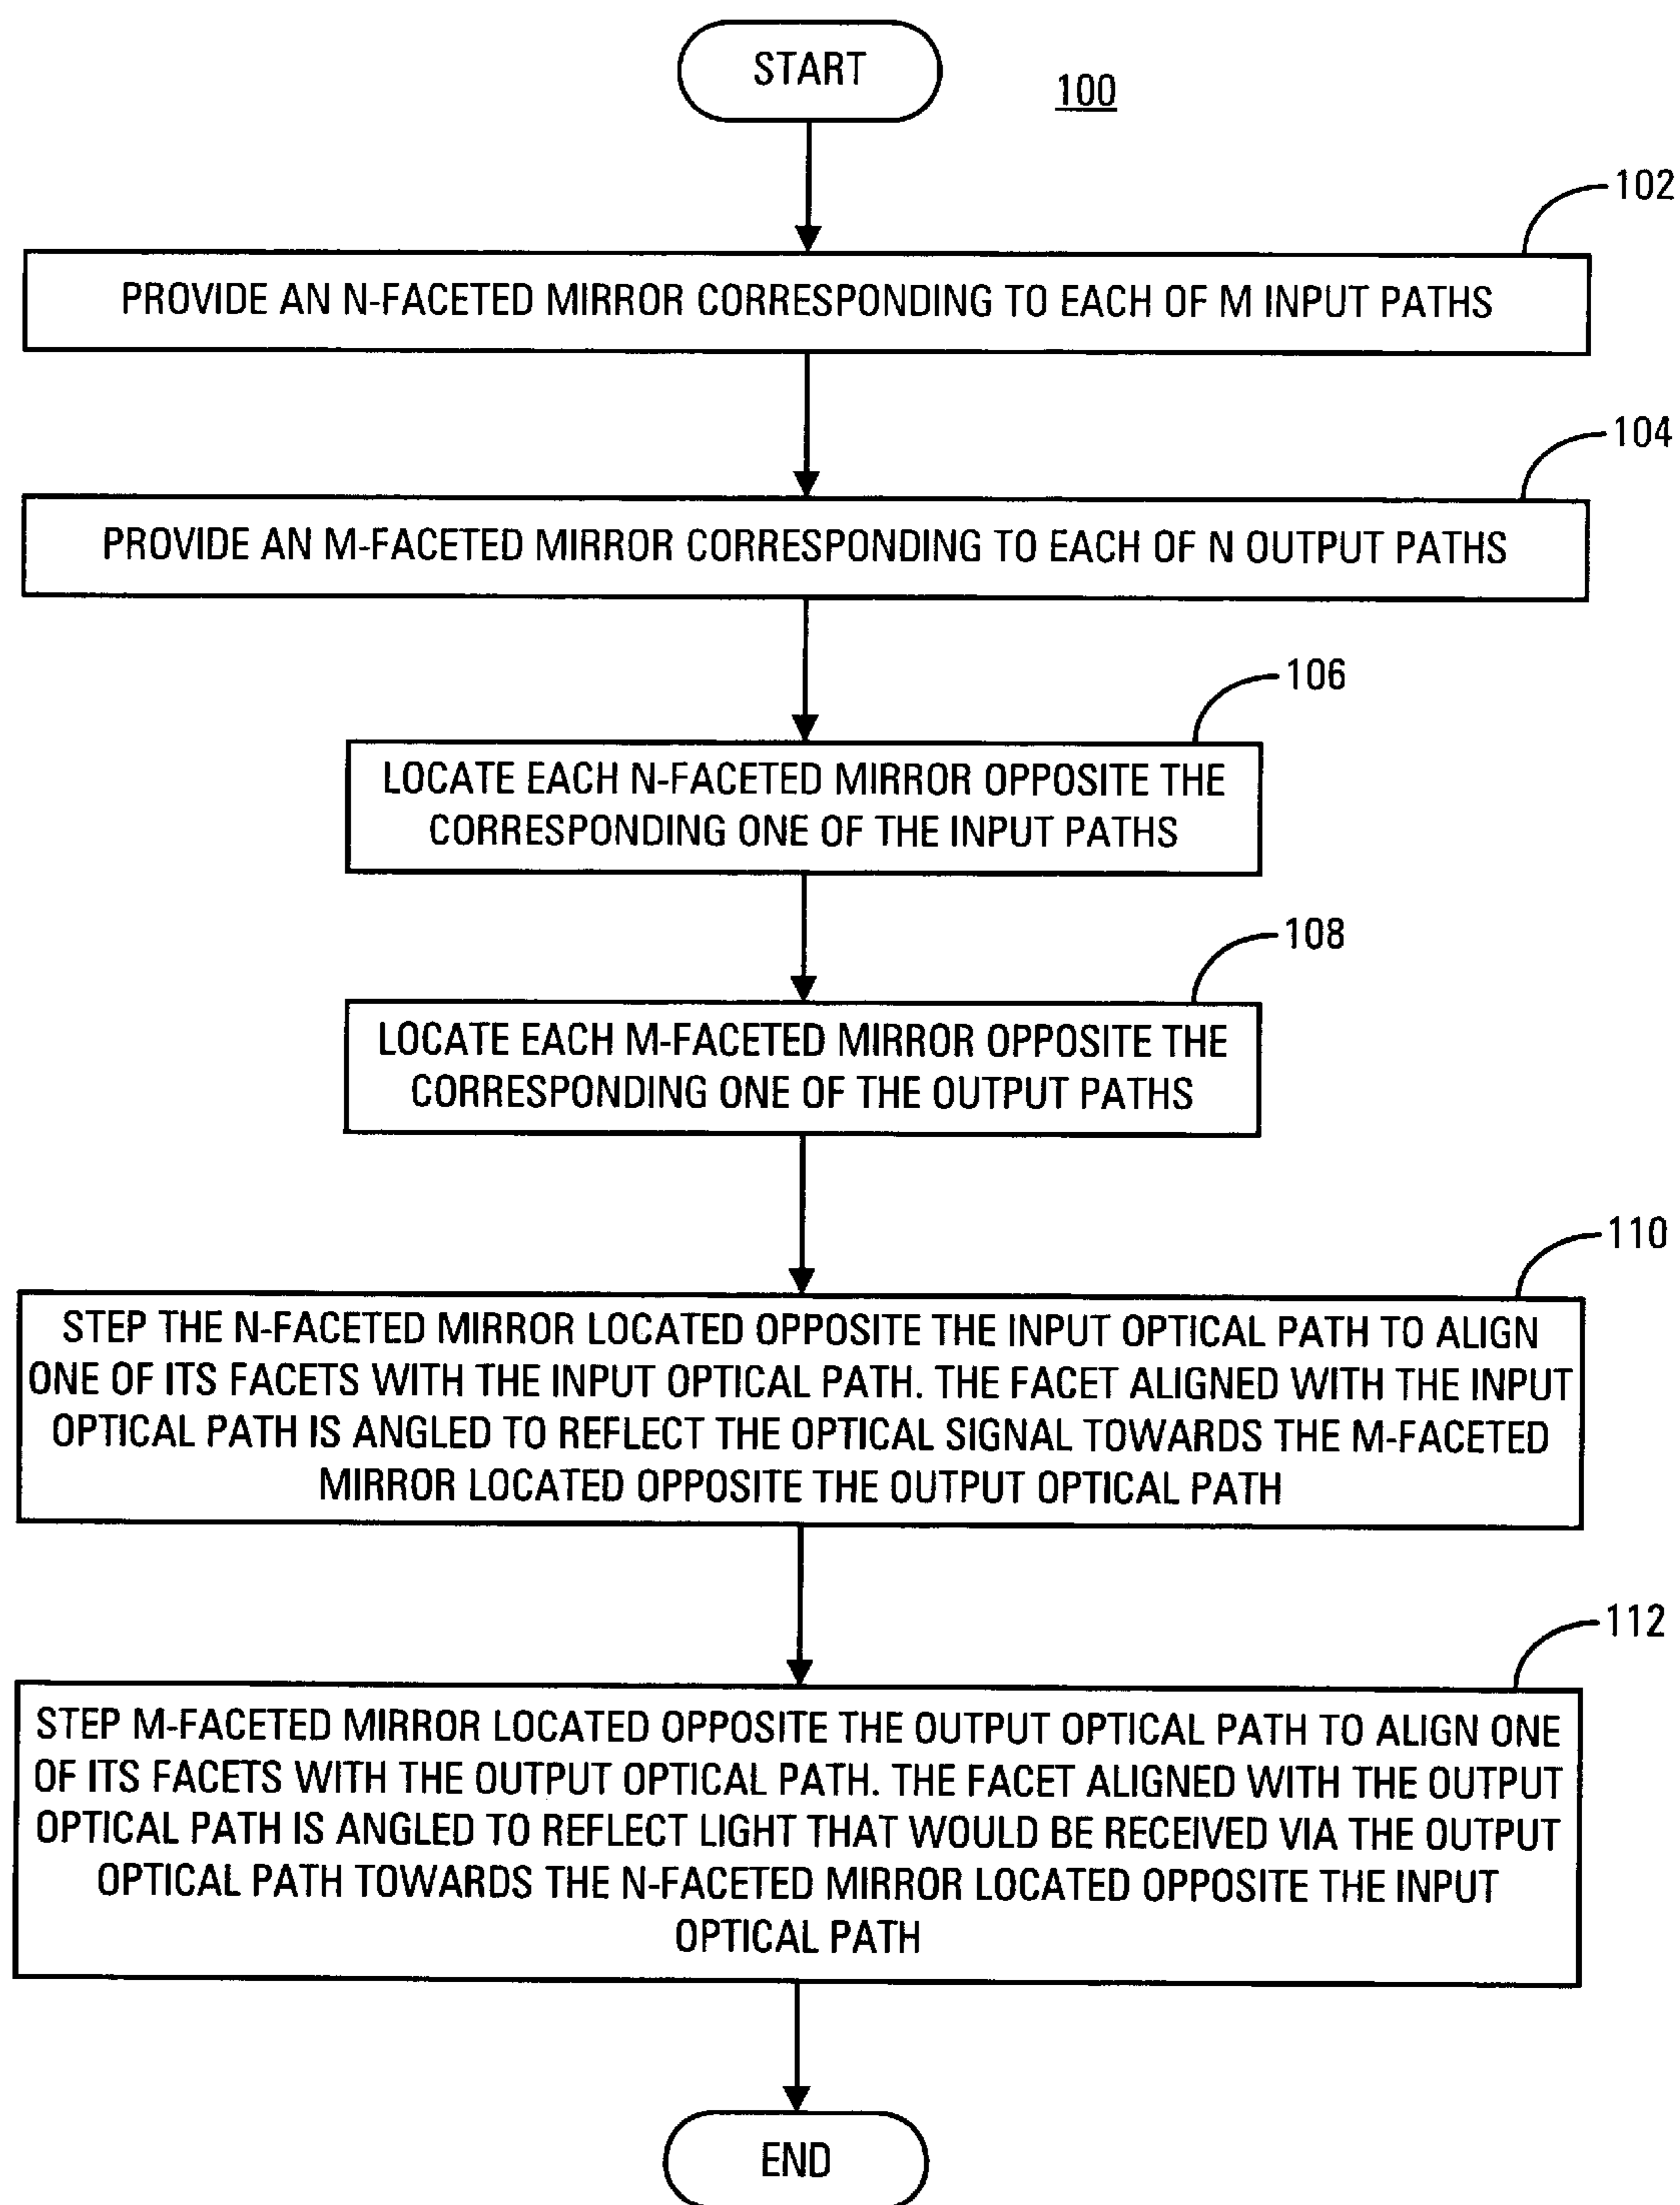 START
100
102
PROVIDE AN N-FACETED MIRROR CORRESPONDING TO EACH OF M INPUT PATHS
104
PROVIDE AN M-FACETED MIRROR CORRESPONDING TO EACH OF N OUTPUT PATHS
106
LOCATE EACH N-FACETED MIRROR OPPOSITE THE
CORRESPONDING ONE OF THE INPUT PATHS
108
LOCATE EACH M-FACETED MIRROR OPPOSITE THE
CORRESPONDING ONE OF THE OUTPUT PATHS
110
STEP THE N-FACETED MIRROR LOCATED OPPOSITE THE INPUT OPTICAL PATH TO ALIGN
ONE OF ITS FACETS WITH THE INPUT OPTICAL PATH. THE FACET ALIGNED WITH THE INPUT
OPTICAL PATH IS ANGLED TO REFLECT THE OPTICAL SIGNAL TOWARDS THE M-FACETED
MIRROR LOCATED OPPOSITE THE OUTPUT OPTICAL PATH
112
STEP M-FACETED MIRROR LOCATED OPPOSITE THE OUTPUT OPTICAL PATH TO ALIGN ONE
OF ITS FACETS WITH THE OUTPUT OPTICAL PATH. THE FACET ALIGNED WITH THE OUTPUT
OPTICAL PATH IS ANGLED TO REFLECT LIGHT THAT WOULD BE RECEIVED VIA THE OUTPUT
OPTICAL PATH TOWARDS THE N-FACETED MIRROR LOCATED OPPOSITE THE INPUT
OPTICAL PATH
END